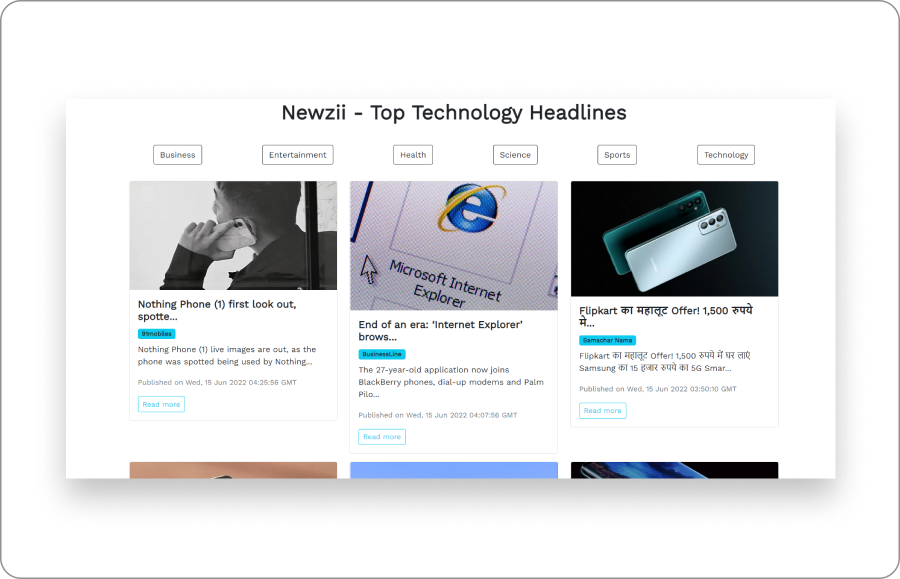 Newzii - Top Technology Headlines
Business
Entertainment
Health
Science
Sports
Technology
Nothing Phone (1) first look out,
spotte...
91mobiles
Nothing Phone (1) live images are out, as the
phone was spotted being used by Nothing...
Published on Wed, 15 Jun 2022 04:25:56 GMT
Read more
Microsoft Internet
Explorer
End of an era: ‘Internet Explorer’
brows...
BusinessLine
The 27-year-old application now joins
BlackBerry phones, dial-up modems and Palm
Pilo...
Published on Wed, 15 Jun 2022 04:07:56 GMT
Read more
Flipkart का महालूट Offer! 1,500 रुपये
मे...
Samachar Nama
Flipkart का महालूट Offer! 1,500 रुपये में घर लाएं
Samsung का 15 हजार रुपये का 5G Smar...
Published on Wed, 15 Jun 2022 03:50:10 GMT
Read more